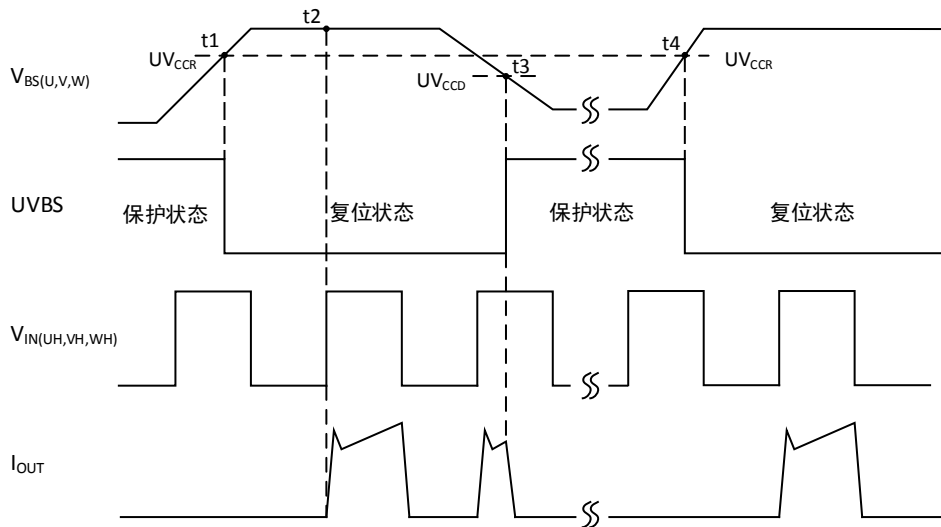 t1
t2
UVCCR
VBS(U,V,W)
UVCCD
t3
t4
UVCCR
UVBS
保护状态
复位状态
保护状态
复位状态
VIN(UH,VH,WH)
IOUT